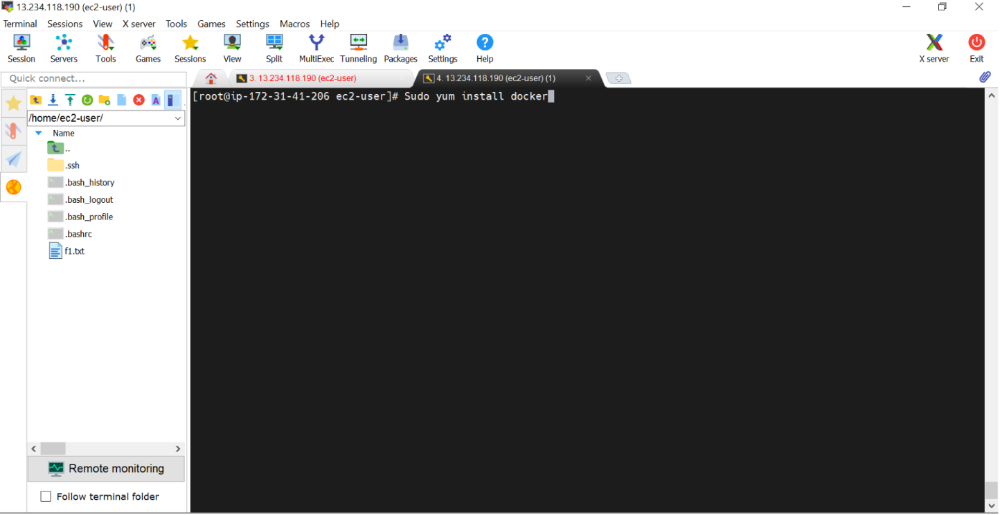 13.234.118.190 (ec2-user) (1)
Terminal Sessions View X server Tools Games Settings Macros Help
Session Servers Tools Games Sessions View Split MultiExec Tunneling Packages Settings Help X server Exit
Quick connect...
3. 13.234.118.190 (ec2-user)
4. 13.234.118.190 (ec2-user) (1)
[root@ip-172-31-41-206 ec2-user]# Sudo yum install docker
/home/ec2-user/
Name
..
.ssh
.bash_history
.bash_logout
.bash_profile
.bashrc
f1.txt
Remote monitoring
Follow terminal folder